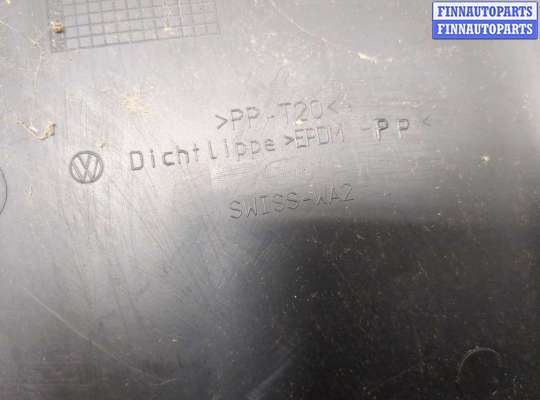 FINNAUTOPARTS
FINNAUTOPARTS
>PP-T20<
Dichtlippe >EPDM -PP<
SWISS-WA2